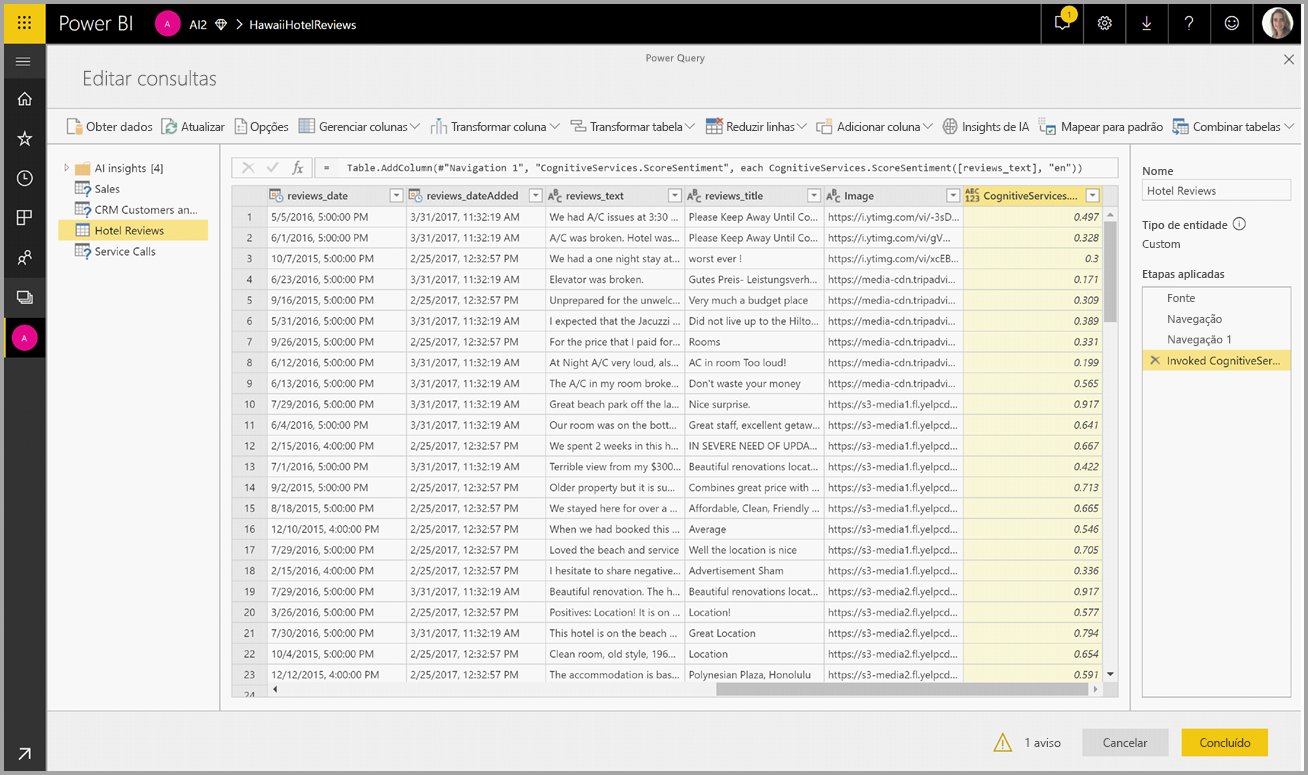 Power BI A AI2 > HawaiiHotelReviews 1 ?
Power Query
Editar consultas
Obter dados Atualizar Opções Gerenciar colunas Transformar coluna Transformar tabela Reduzir linhas Adicionar coluna Insights de IA Mapear para padrão Combinar tabelas
AI insights [4]
Sales
CRM Customers an...
Hotel Reviews
Service Calls
A
fx = Table.AddColumn(#"Navigation 1", "CognitiveServices.ScoreSentiment", each CognitiveServices.ScoreSentiment([reviews_text], "en"))
reviews_date reviews_dateAdded ABC reviews_text ABC reviews_title ABC Image ABC 123 CognitiveServices....
1 5/5/2016, 5:00:00 PM 3/31/2017, 11:32:19 AM We had A/C issues at 3:30 ... Please Keep Away Until Co... https://i.ytimg.com/vi/-3sD... 0.497
2 6/1/2016, 5:00:00 PM 3/31/2017, 11:32:19 AM A/C was broken. Hotel was... Please Keep Away Until Co... https://i.ytimg.com/vi/gV... 0.328
3 10/7/2015, 5:00:00 PM 2/25/2017, 12:32:57 PM We had a one night stay at... worst ever ! https://i.ytimg.com/vi/xcEB... 0.3
4 6/23/2016, 5:00:00 PM 3/31/2017, 11:32:19 AM Elevator was broken. Gutes Preis- Leistungsverh... https://media-cdn.tripadvi... 0.171
5 9/16/2015, 5:00:00 PM 2/25/2017, 12:32:57 PM Unprepared for the unwelc... Very much a budget place https://media-cdn.tripadvi... 0.309
6 5/31/2016, 5:00:00 PM 3/31/2017, 11:32:19 AM I expected that the Jacuzzi ... Did not live up to the Hilto... https://media-cdn.tripadvi... 0.389
7 9/26/2015, 5:00:00 PM 2/25/2017, 12:32:57 PM For the price that I paid for... Rooms https://media-cdn.tripadvi... 0.331
8 6/12/2016, 5:00:00 PM 3/31/2017, 11:32:19 AM At Night A/C very loud, als... AC in room Too loud! https://media-cdn.tripadvi... 0.199
9 6/13/2016, 5:00:00 PM 3/31/2017, 11:32:19 AM The A/C in my room broke... Don't waste your money https://media-cdn.tripadvi... 0.565
10 7/29/2016, 5:00:00 PM 3/31/2017, 11:32:19 AM Great beach park off the la... Nice surprise. https://s3-media1.fl.yelpcd... 0.917
11 6/4/2016, 5:00:00 PM 3/31/2017, 11:32:19 AM Our room was on the bott... Great staff, excellent getaw... https://s3-media1.fl.yelpcd... 0.641
12 2/15/2016, 4:00:00 PM 2/25/2017, 12:32:57 PM We spent 2 weeks in this h... IN SEVERE NEED OF UPDA... https://s3-media1.fl.yelpcd... 0.667
13 7/1/2016, 5:00:00 PM 3/31/2017, 11:32:19 AM Terrible view from my $300... Beautiful renovations locat... https://s3-media1.fl.yelpcd... 0.422
14 9/2/2015, 5:00:00 PM 2/25/2017, 12:32:57 PM Older property but it is su... Combines great price with ... https://s3-media1.fl.yelpcd... 0.713
15 8/18/2015, 5:00:00 PM 2/25/2017, 12:32:57 PM We stayed here for over a ... Affordable, Clean, Friendly ... https://s3-media1.fl.yelpcd... 0.665
16 12/10/2015, 4:00:00 PM 2/25/2017, 12:32:57 PM When we had booked this ... Average https://s3-media1.fl.yelpcd... 0.546
17 7/29/2016, 5:00:00 PM 2/25/2017, 12:32:57 PM Loved the beach and service Well the location is nice https://s3-media1.fl.yelpcd... 0.705
18 2/15/2016, 4:00:00 PM 2/25/2017, 12:32:57 PM I hesitate to share negative... Advertisement Sham https://s3-media1.fl.yelpcd... 0.336
19 7/29/2016, 5:00:00 PM 3/31/2017, 11:32:19 AM Beautiful renovation. The h... Beautiful renovations locat... https://s3-media2.fl.yelpcd... 0.917
20 3/26/2016, 5:00:00 PM 2/25/2017, 12:32:57 PM Positives: Location! It is on ... Location! https://s3-media2.fl.yelpcd... 0.577
21 7/30/2016, 5:00:00 PM 3/31/2017, 11:32:19 AM This hotel is on the beach ... Great Location https://s3-media2.fl.yelpcd... 0.794
22 10/4/2015, 5:00:00 PM 2/25/2017, 12:32:57 PM Clean room, old style, 196... Location https://s3-media2.fl.yelpcd... 0.654
23 12/12/2015, 4:00:00 PM 2/25/2017, 12:32:57 PM The accommodation is bas... Polynesian Plaza, Honolulu https://s3-media2.fl.yelpcd... 0.591
24
Nome
Hotel Reviews
Tipo de entidade
Custom
Etapas aplicadas
Fonte
Navegação
Navegação 1
Invoked CognitiveSer...
1 aviso Cancelar Concluído